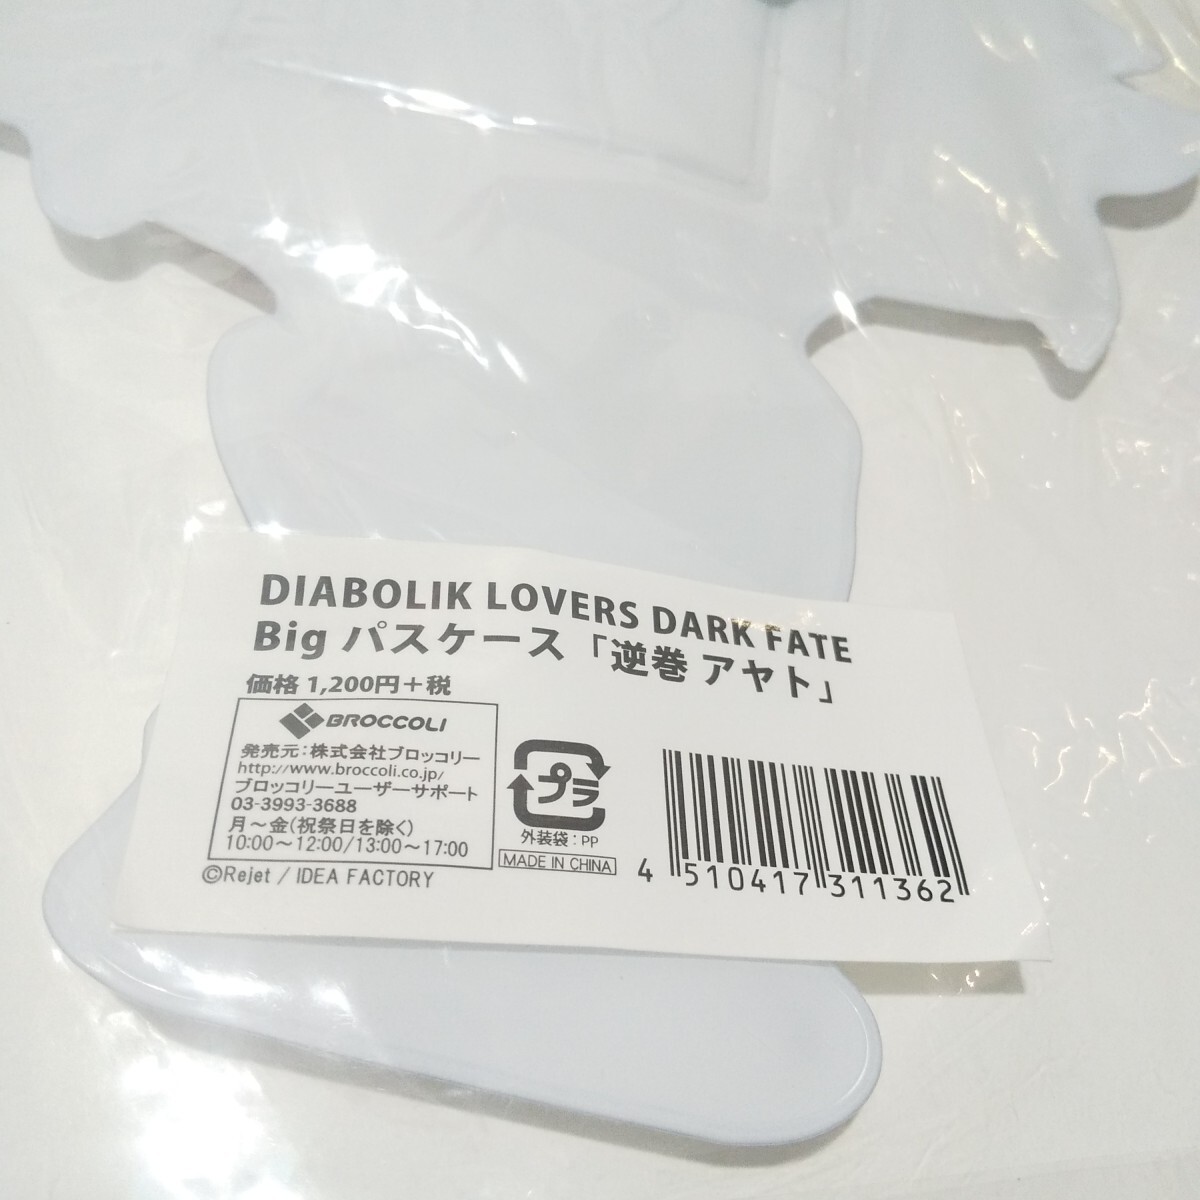 DIABOLIK LOVERS DARK FATE
Big パスケース「逆巻 アヤト」
価格 1,200円＋税
BROCCOLI
発売元：株式会社ブロッコリー
http://www.broccoli.co.jp/
ブロッコリーユーザーサポート
03-3993-3688
月～金（祝祭日を除く）
10:00～12:00/13:00～17:00
©Rejet / IDEA FACTORY
プラ
外装袋：PP
MADE IN CHINA
4 510417 311362